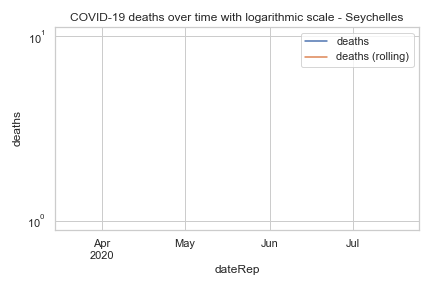 COVID-19 deaths over time with logarithmic scale - Seychelles
deaths
deaths (rolling)
10¹
deaths
10⁰
Apr
2020
May
Jun
Jul
dateRep